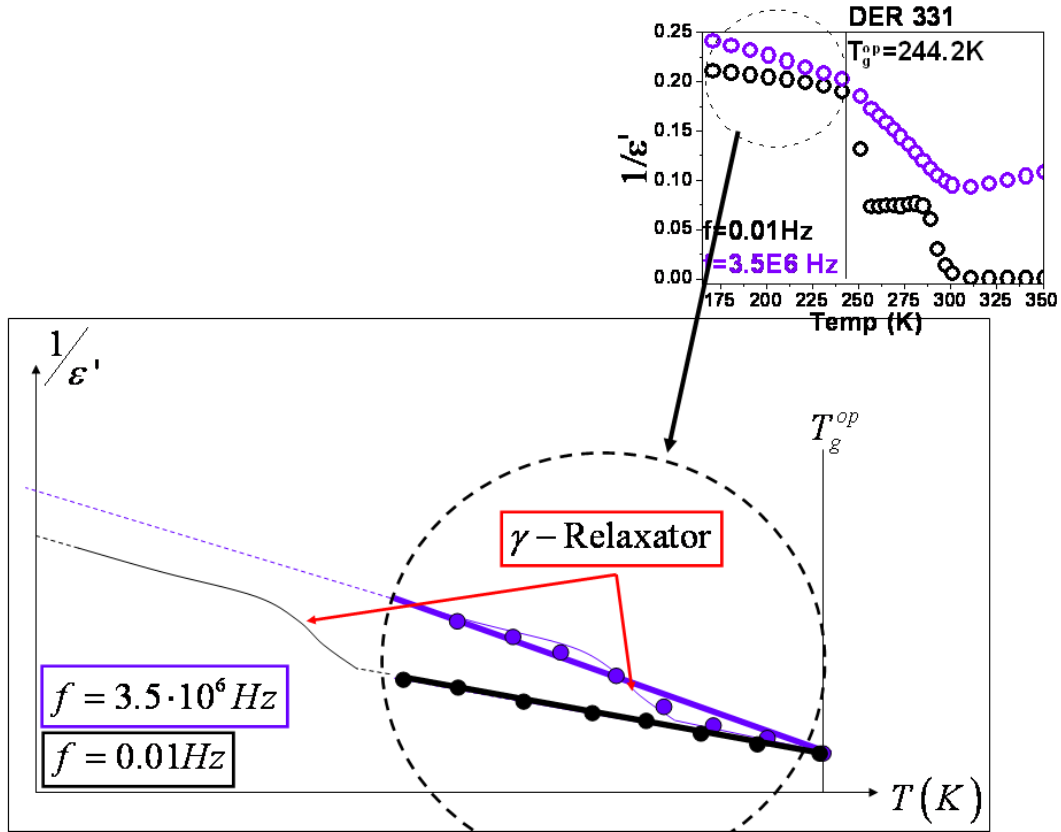 DER 331
T_g^op=244.2K
0.25
0.20
0.15
0.10
0.05
0.00
1/ε'
f=0.01Hz
f=3.5E6 Hz
175 200 225 250 275 300 325 350
Temp (K)
1/ε'
T_g^op
γ – Relaxator
f = 3.5·10⁶ Hz
f = 0.01Hz
T(K)